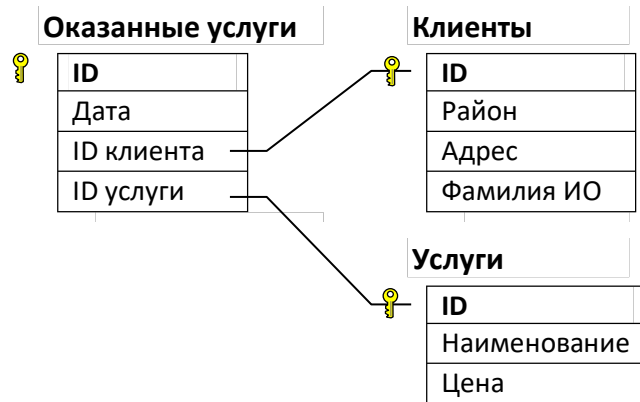 Оказанные услуги
ID
Дата
ID клиента
ID услуги
Клиенты
ID
Район
Адрес
Фамилия ИО
Услуги
ID
Наименование
Цена